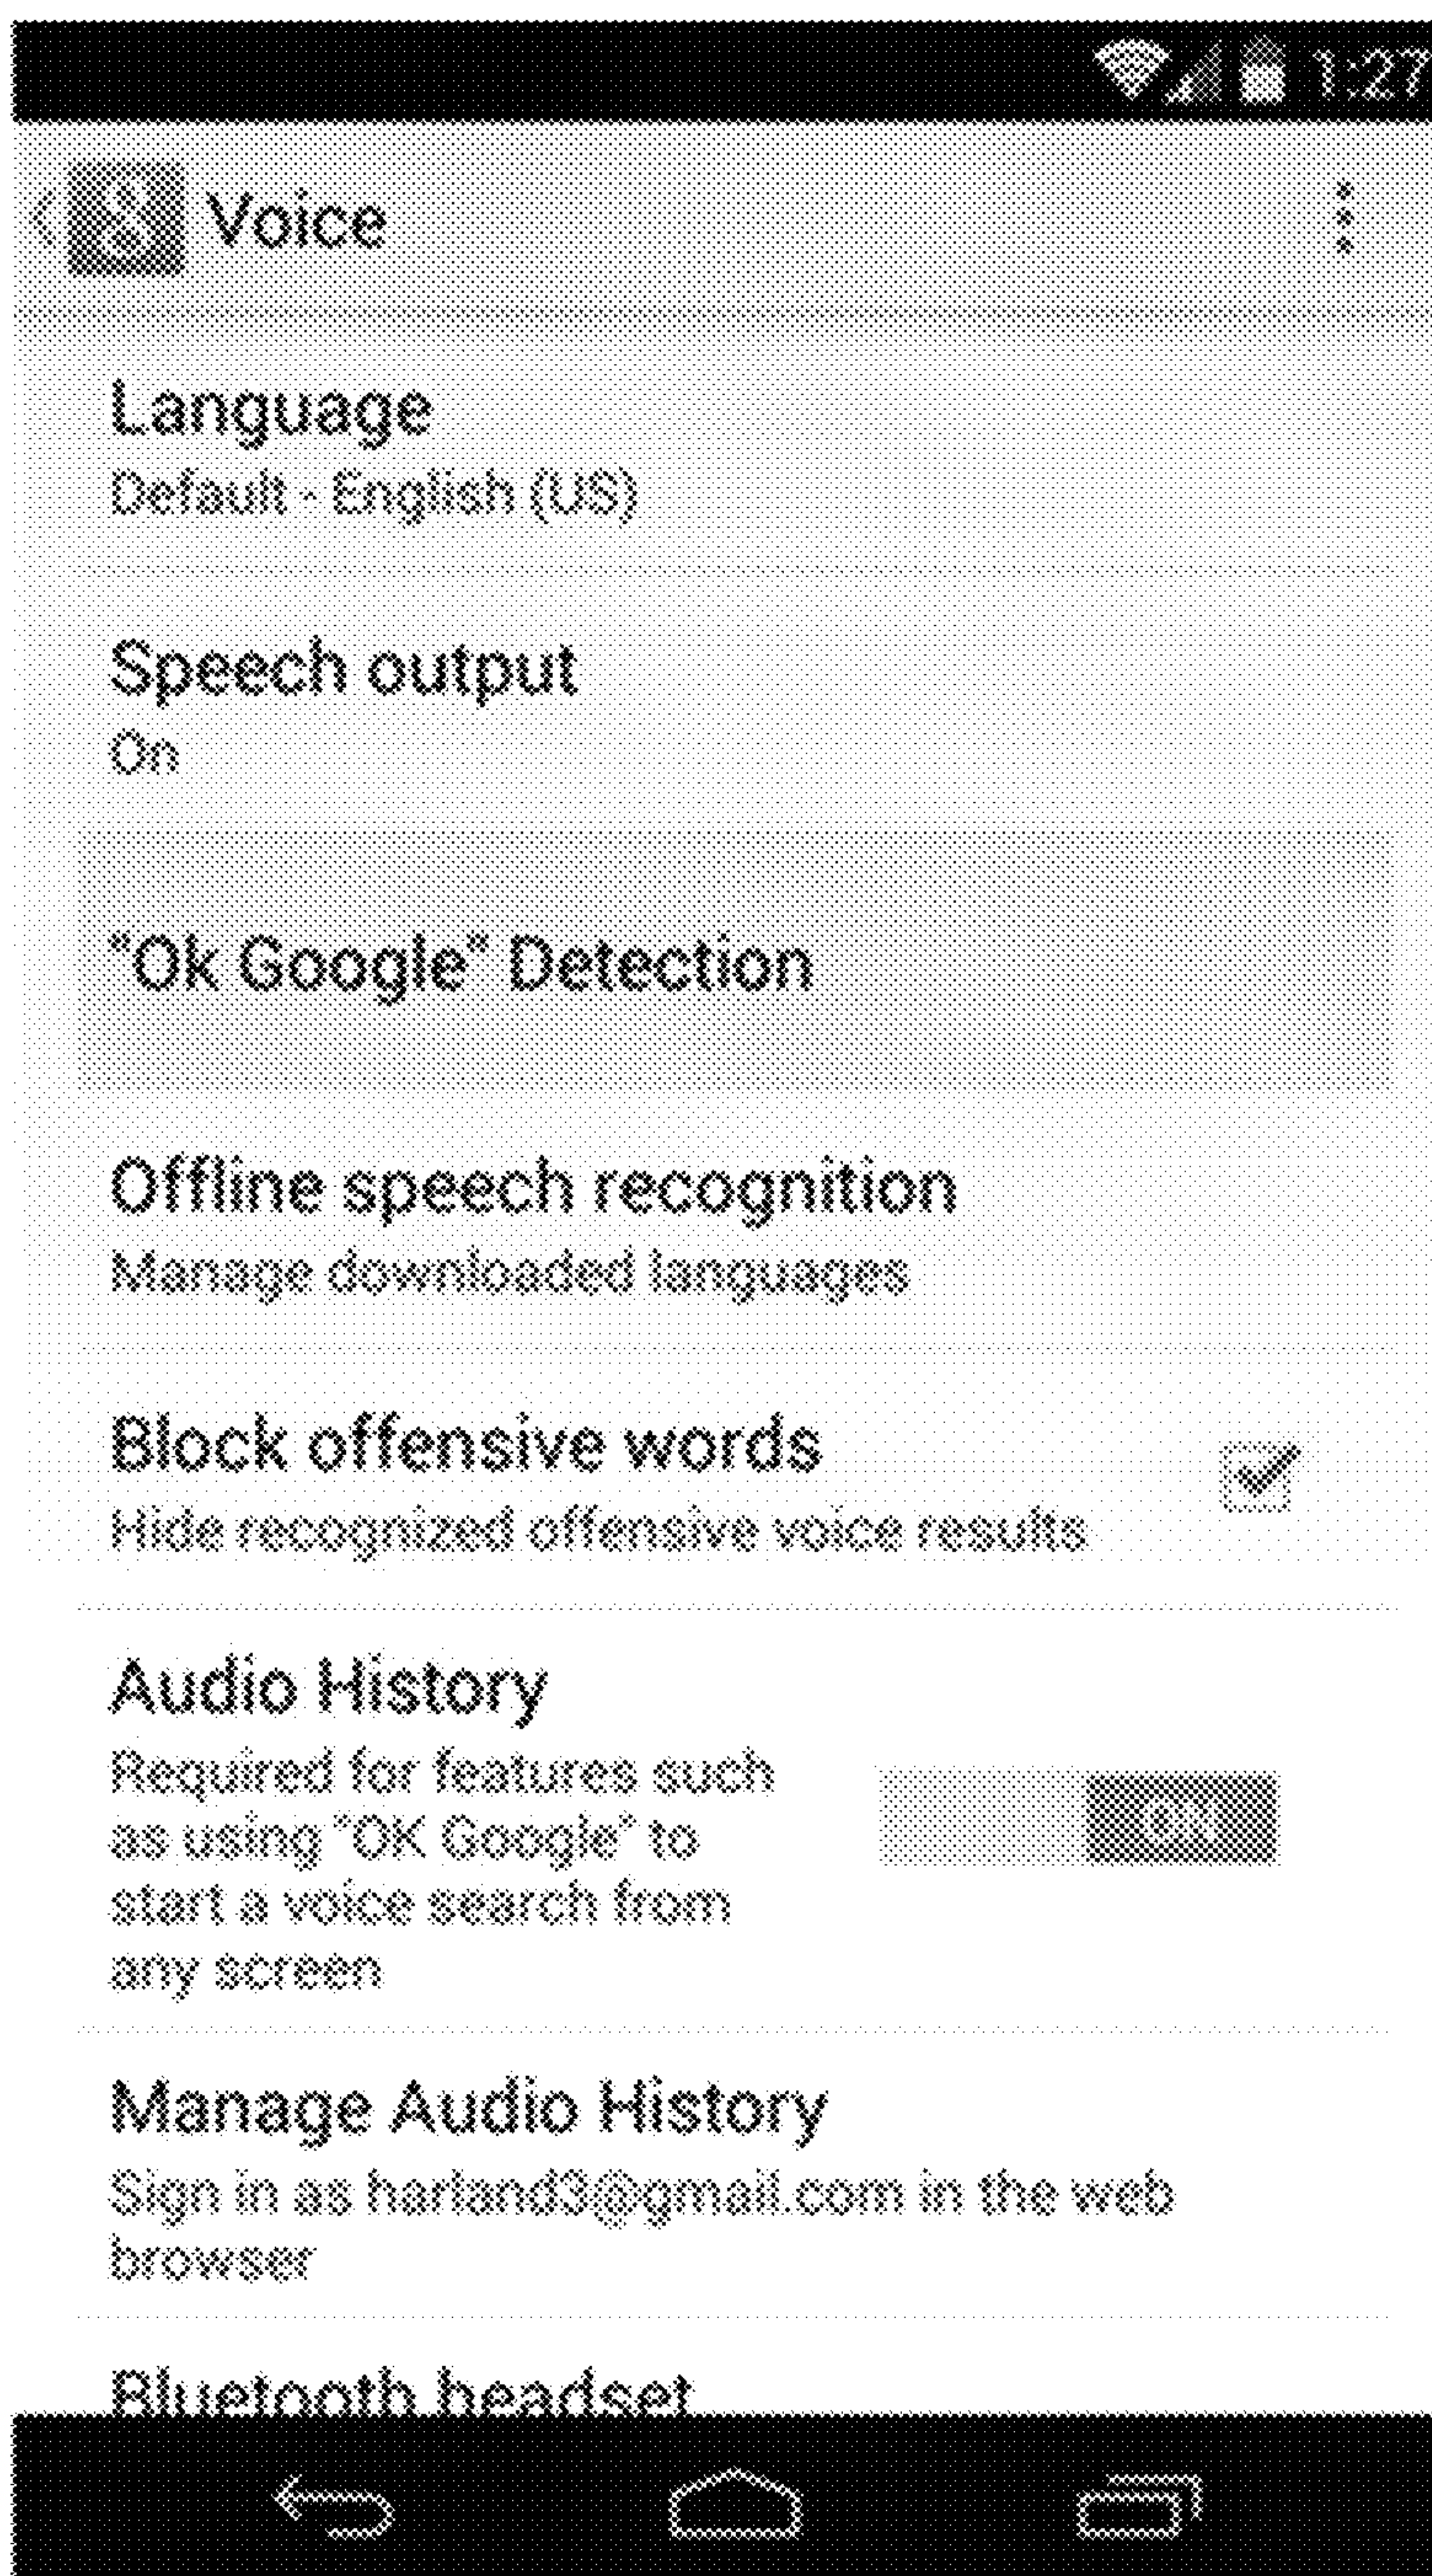 1:27
Voice
Language
Default - English (US)
Speech output
On
"Ok Google" Detection
Offline speech recognition
Manage downloaded languages
Block offensive words
Hide recognized offensive voice results
Audio History
Required for features such
as using "OK Google" to
start a voice search from
any screen
ON
Manage Audio History
Sign in as harland3@gmail.com in the web
browser
Bluetooth headset